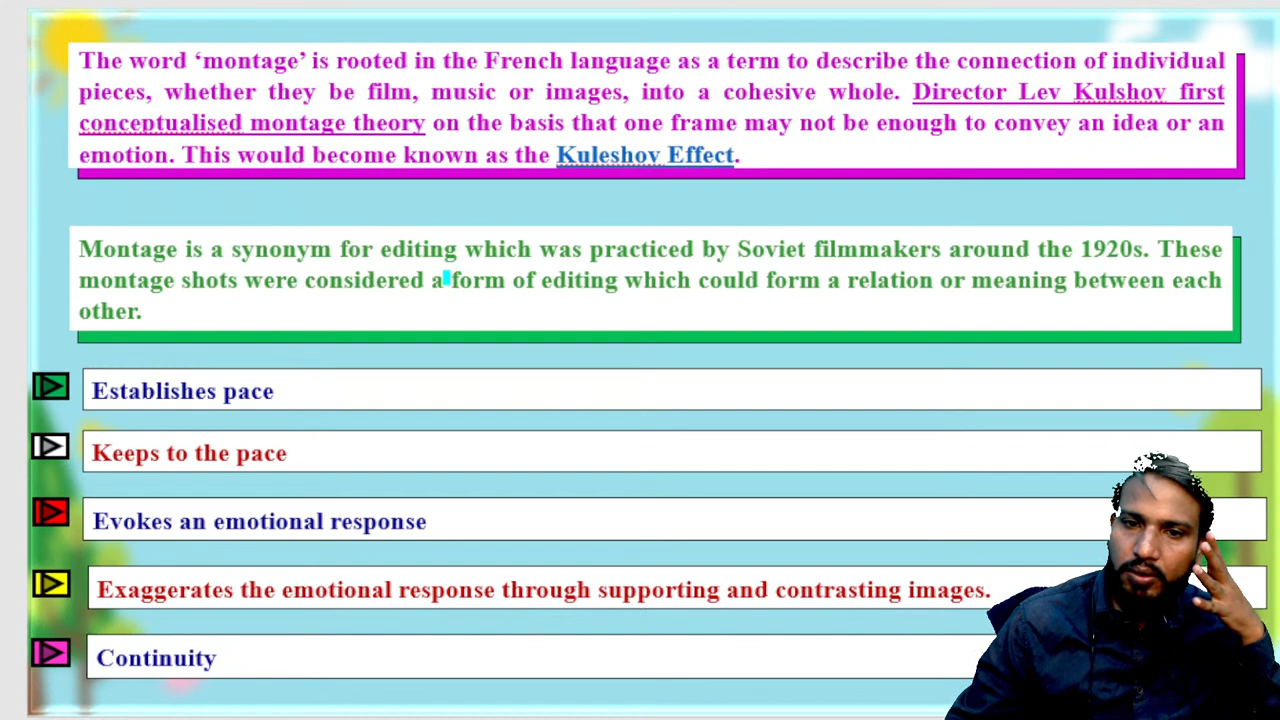 The word ‘montage’ is rooted in the French language as a term to describe the connection of individual
pieces, whether they be film, music or images, into a cohesive whole. Director Lev Kulshov first
conceptualised montage theory on the basis that one frame may not be enough to convey an idea or an
emotion. This would become known as the Kuleshov Effect.
Montage is a synonym for editing which was practiced by Soviet filmmakers around the 1920s. These
montage shots were considered a form of editing which could form a relation or meaning between each
other.
Establishes pace
Keeps to the pace
Evokes an emotional response
Exaggerates the emotional response through supporting and contrasting images.
Continuity